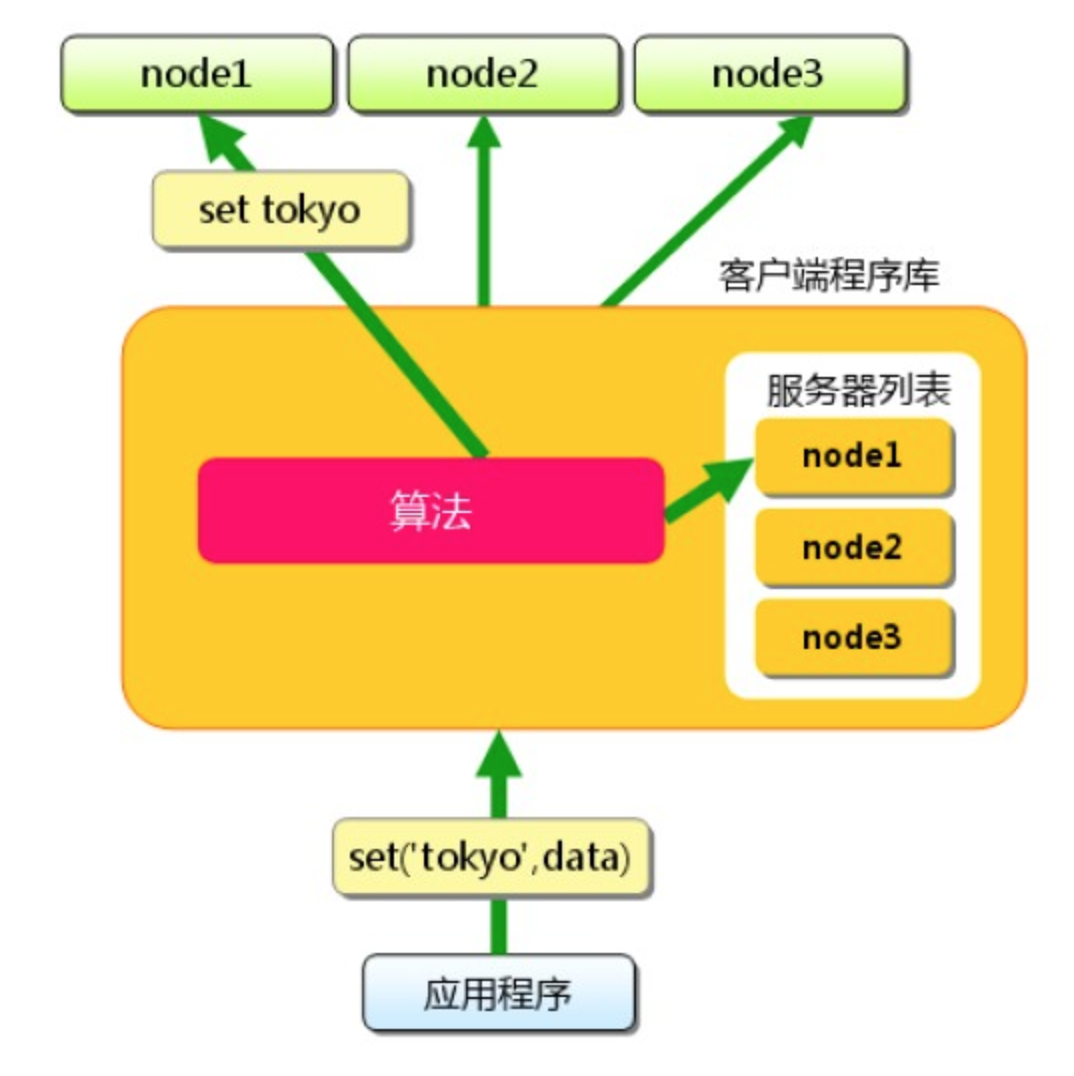 node1 node2 node3
set tokyo
客户端程序库
服务器列表
node1
算法
node2
node3
set('tokyo',data)
应用程序